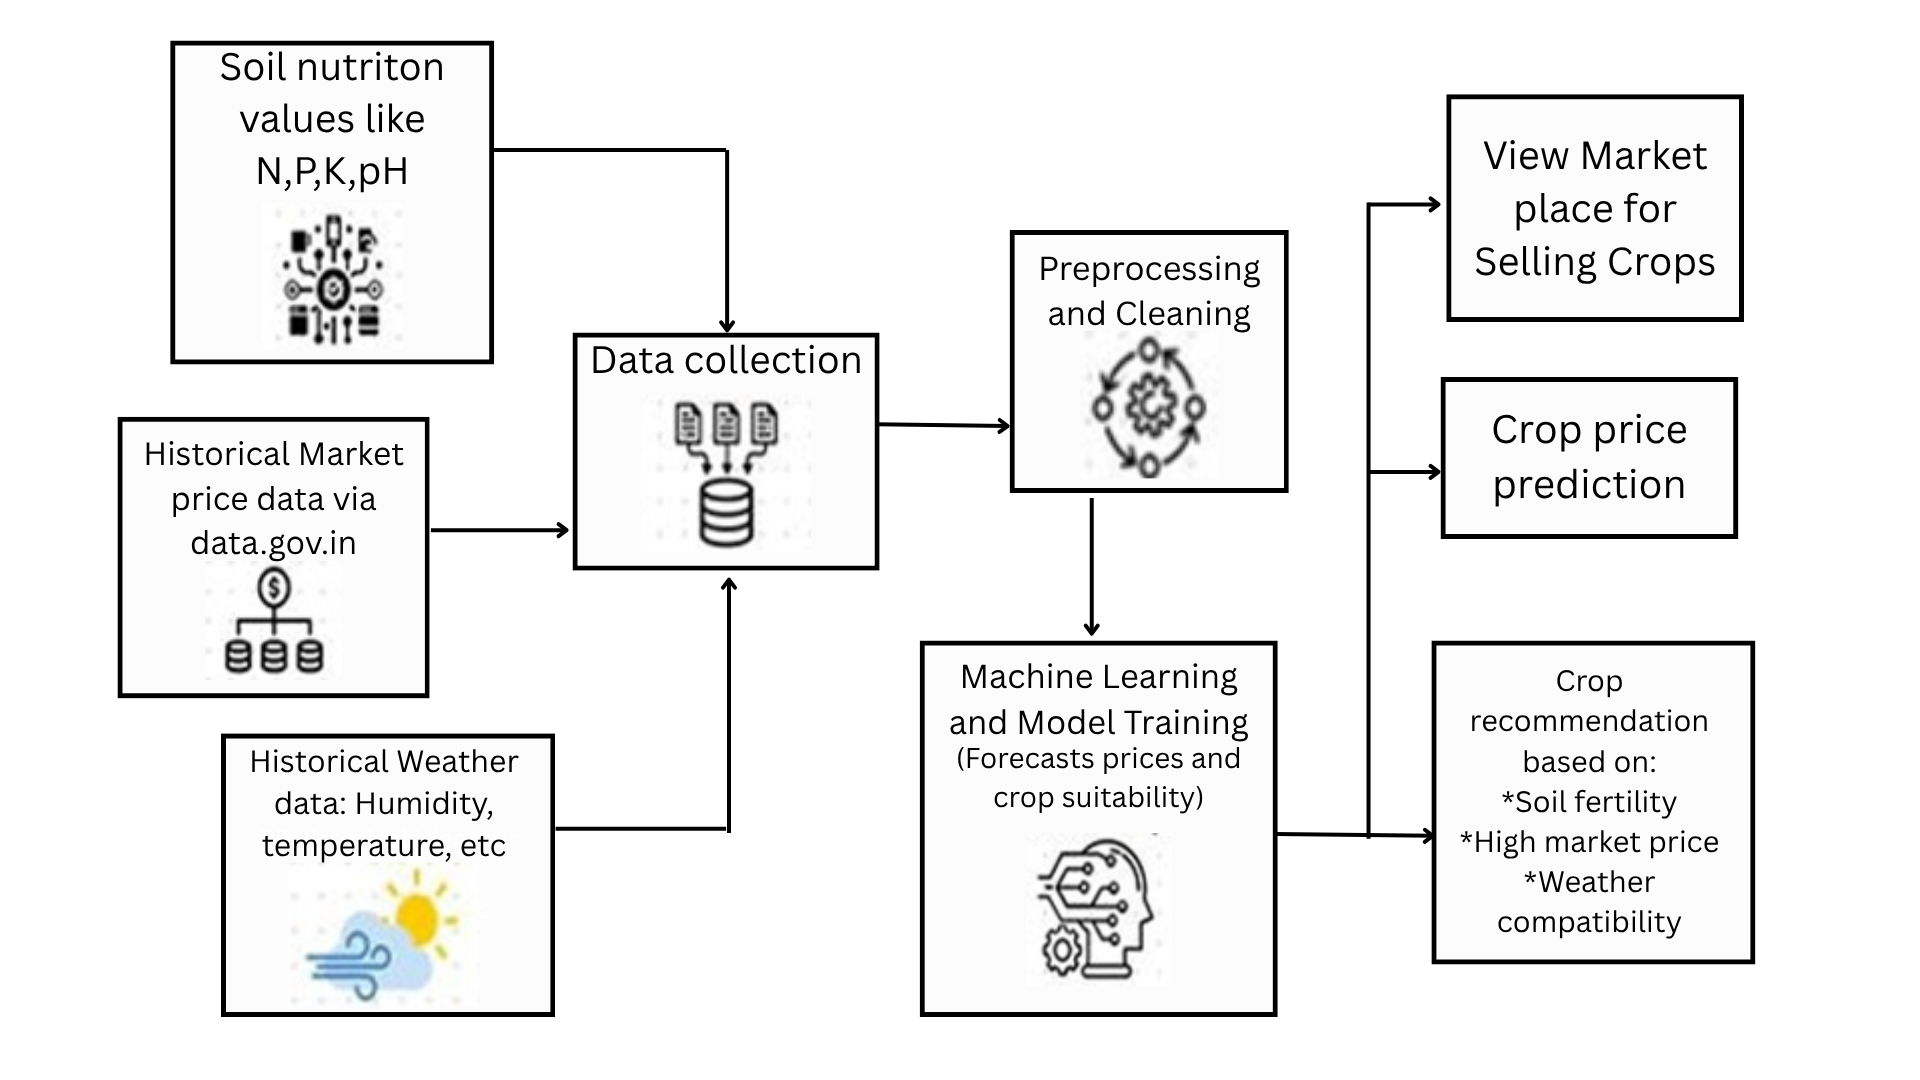 Soil nutriton
values like
N,P,K,pH
Historical Market
price data via
data.gov.in
$
Historical Weather
data: Humidity,
temperature, etc
Data collection
Preprocessing
and Cleaning
Machine Learning
and Model Training
(Forecasts prices and
crop suitability)
View Market
place for
Selling Crops
Crop price
prediction
Crop
recommendation
based on:
*Soil fertility
*High market price
*Weather
compatibility